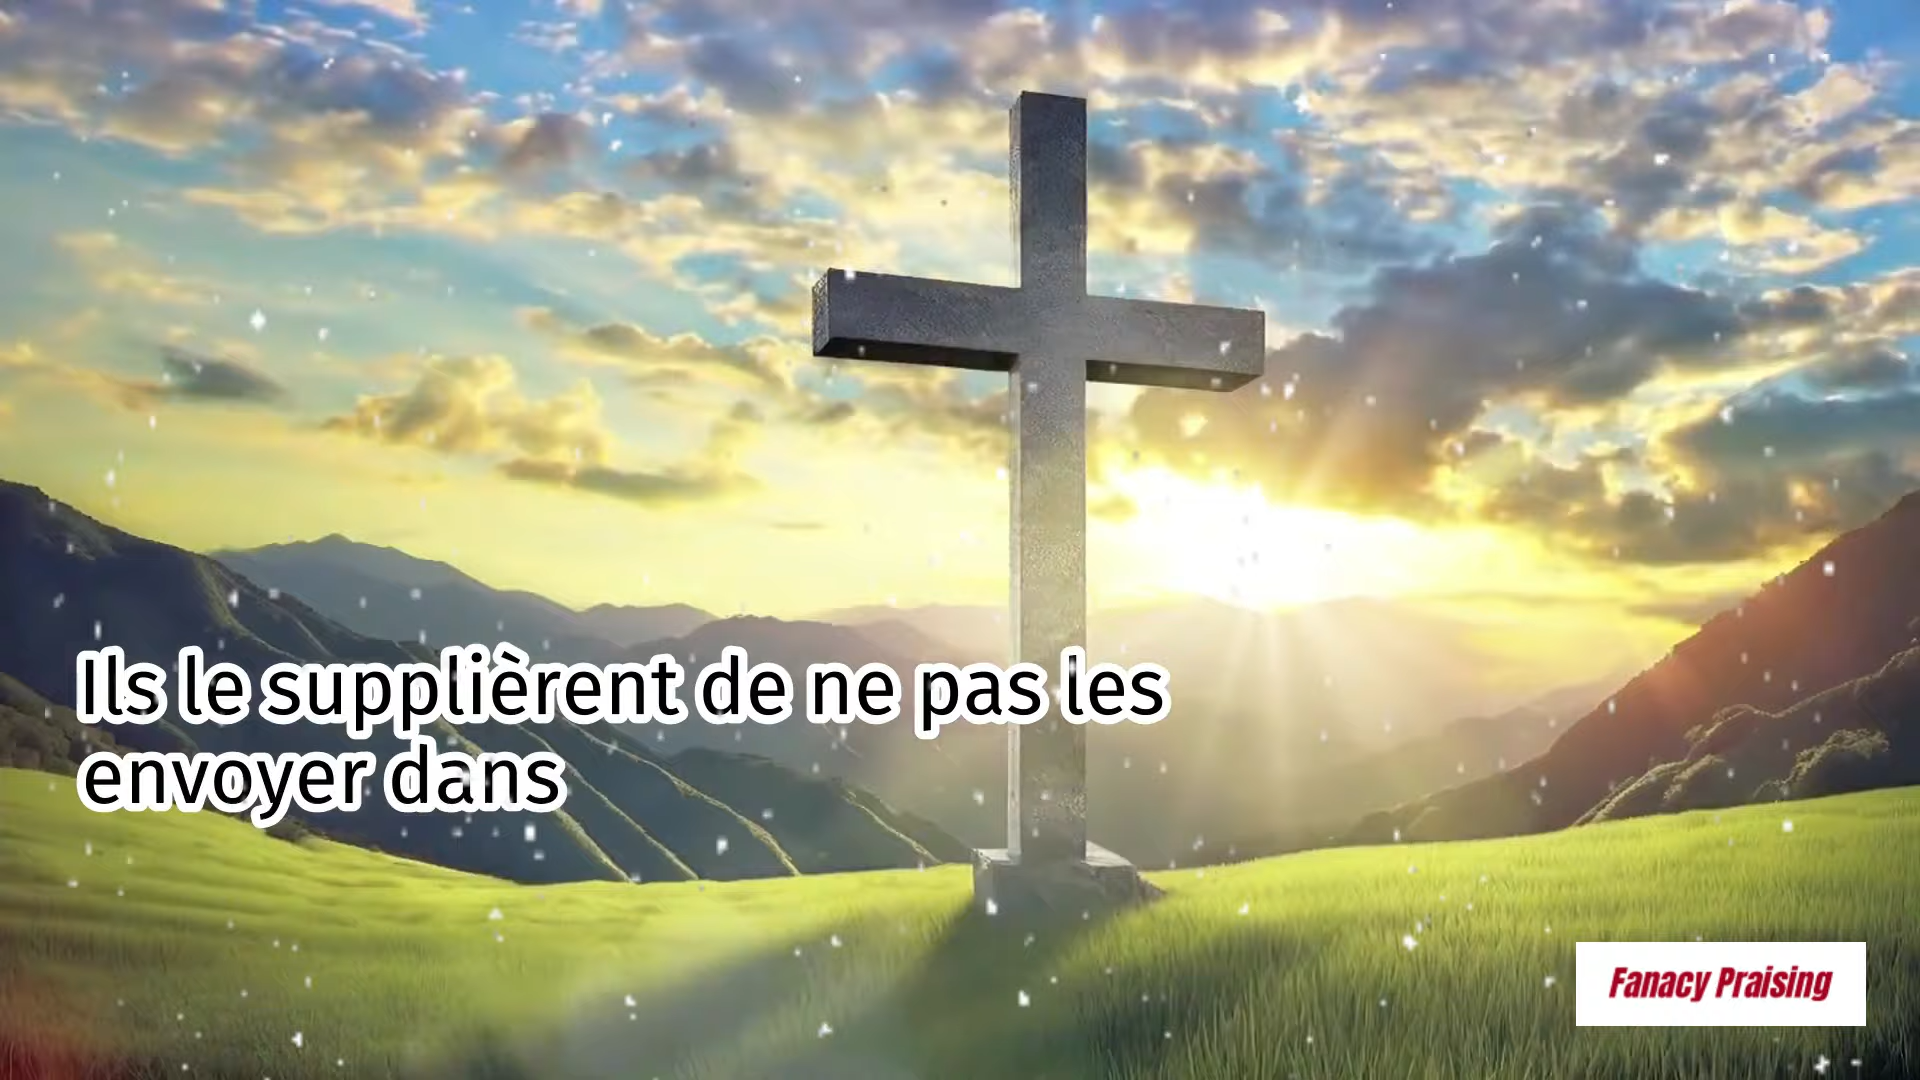 Ils le supplièrent de ne pas les
envoyer dans
Fanacy Praising